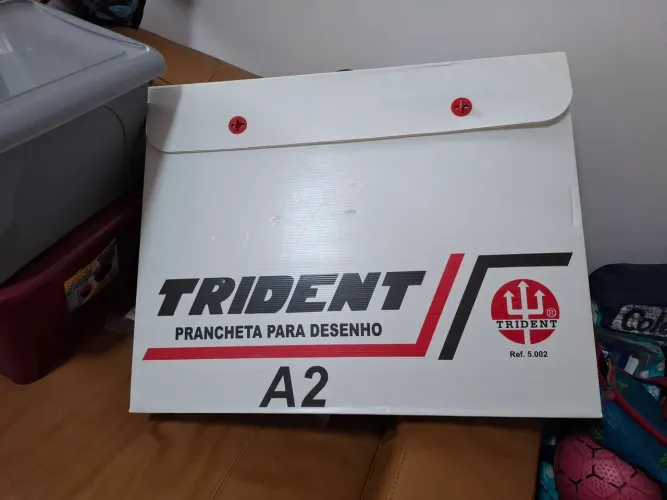 TRIDENT
PRANCHETA PARA DESENHO
A2
TRIDENT
®
Ref. 5.002